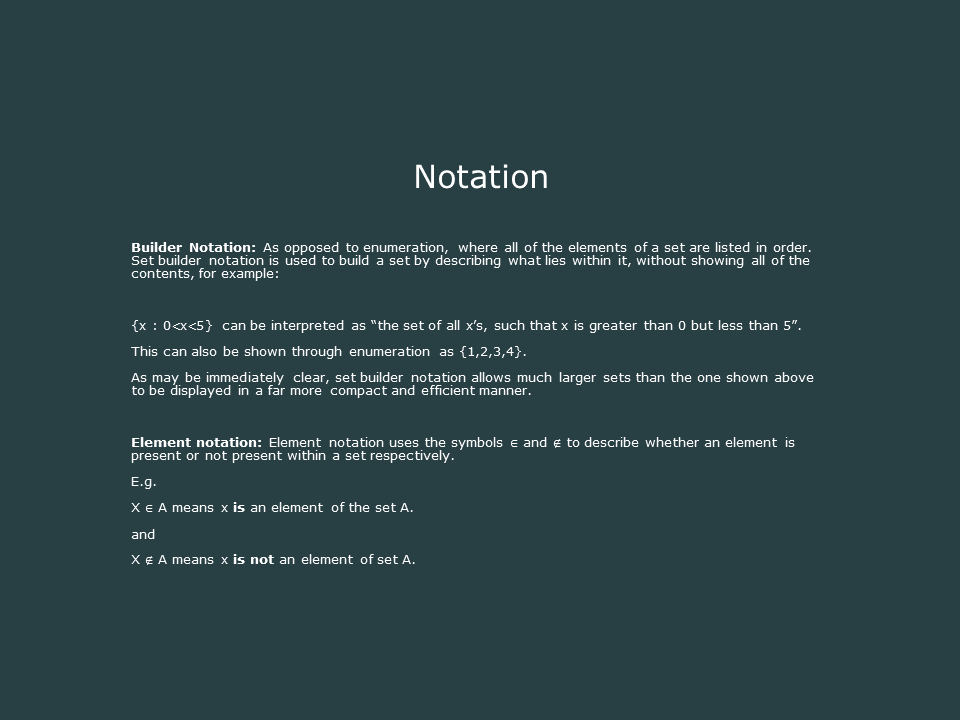 Notation
Builder Notation: As opposed to enumeration, where all of the elements of a set are listed in order.
Set builder notation is used to build a set by describing what lies within it, without showing all of the
contents, for example:
{x : 0<x<5} can be interpreted as “the set of all x’s, such that x is greater than 0 but less than 5”.
This can also be shown through enumeration as {1,2,3,4}.
As may be immediately clear, set builder notation allows much larger sets than the one shown above
to be displayed in a far more compact and efficient manner.
Element notation: Element notation uses the symbols ∈ and ∉ to describe whether an element is
present or not present within a set respectively.
E.g.
X ∈ A means x is an element of the set A.
and
X ∉ A means x is not an element of set A.